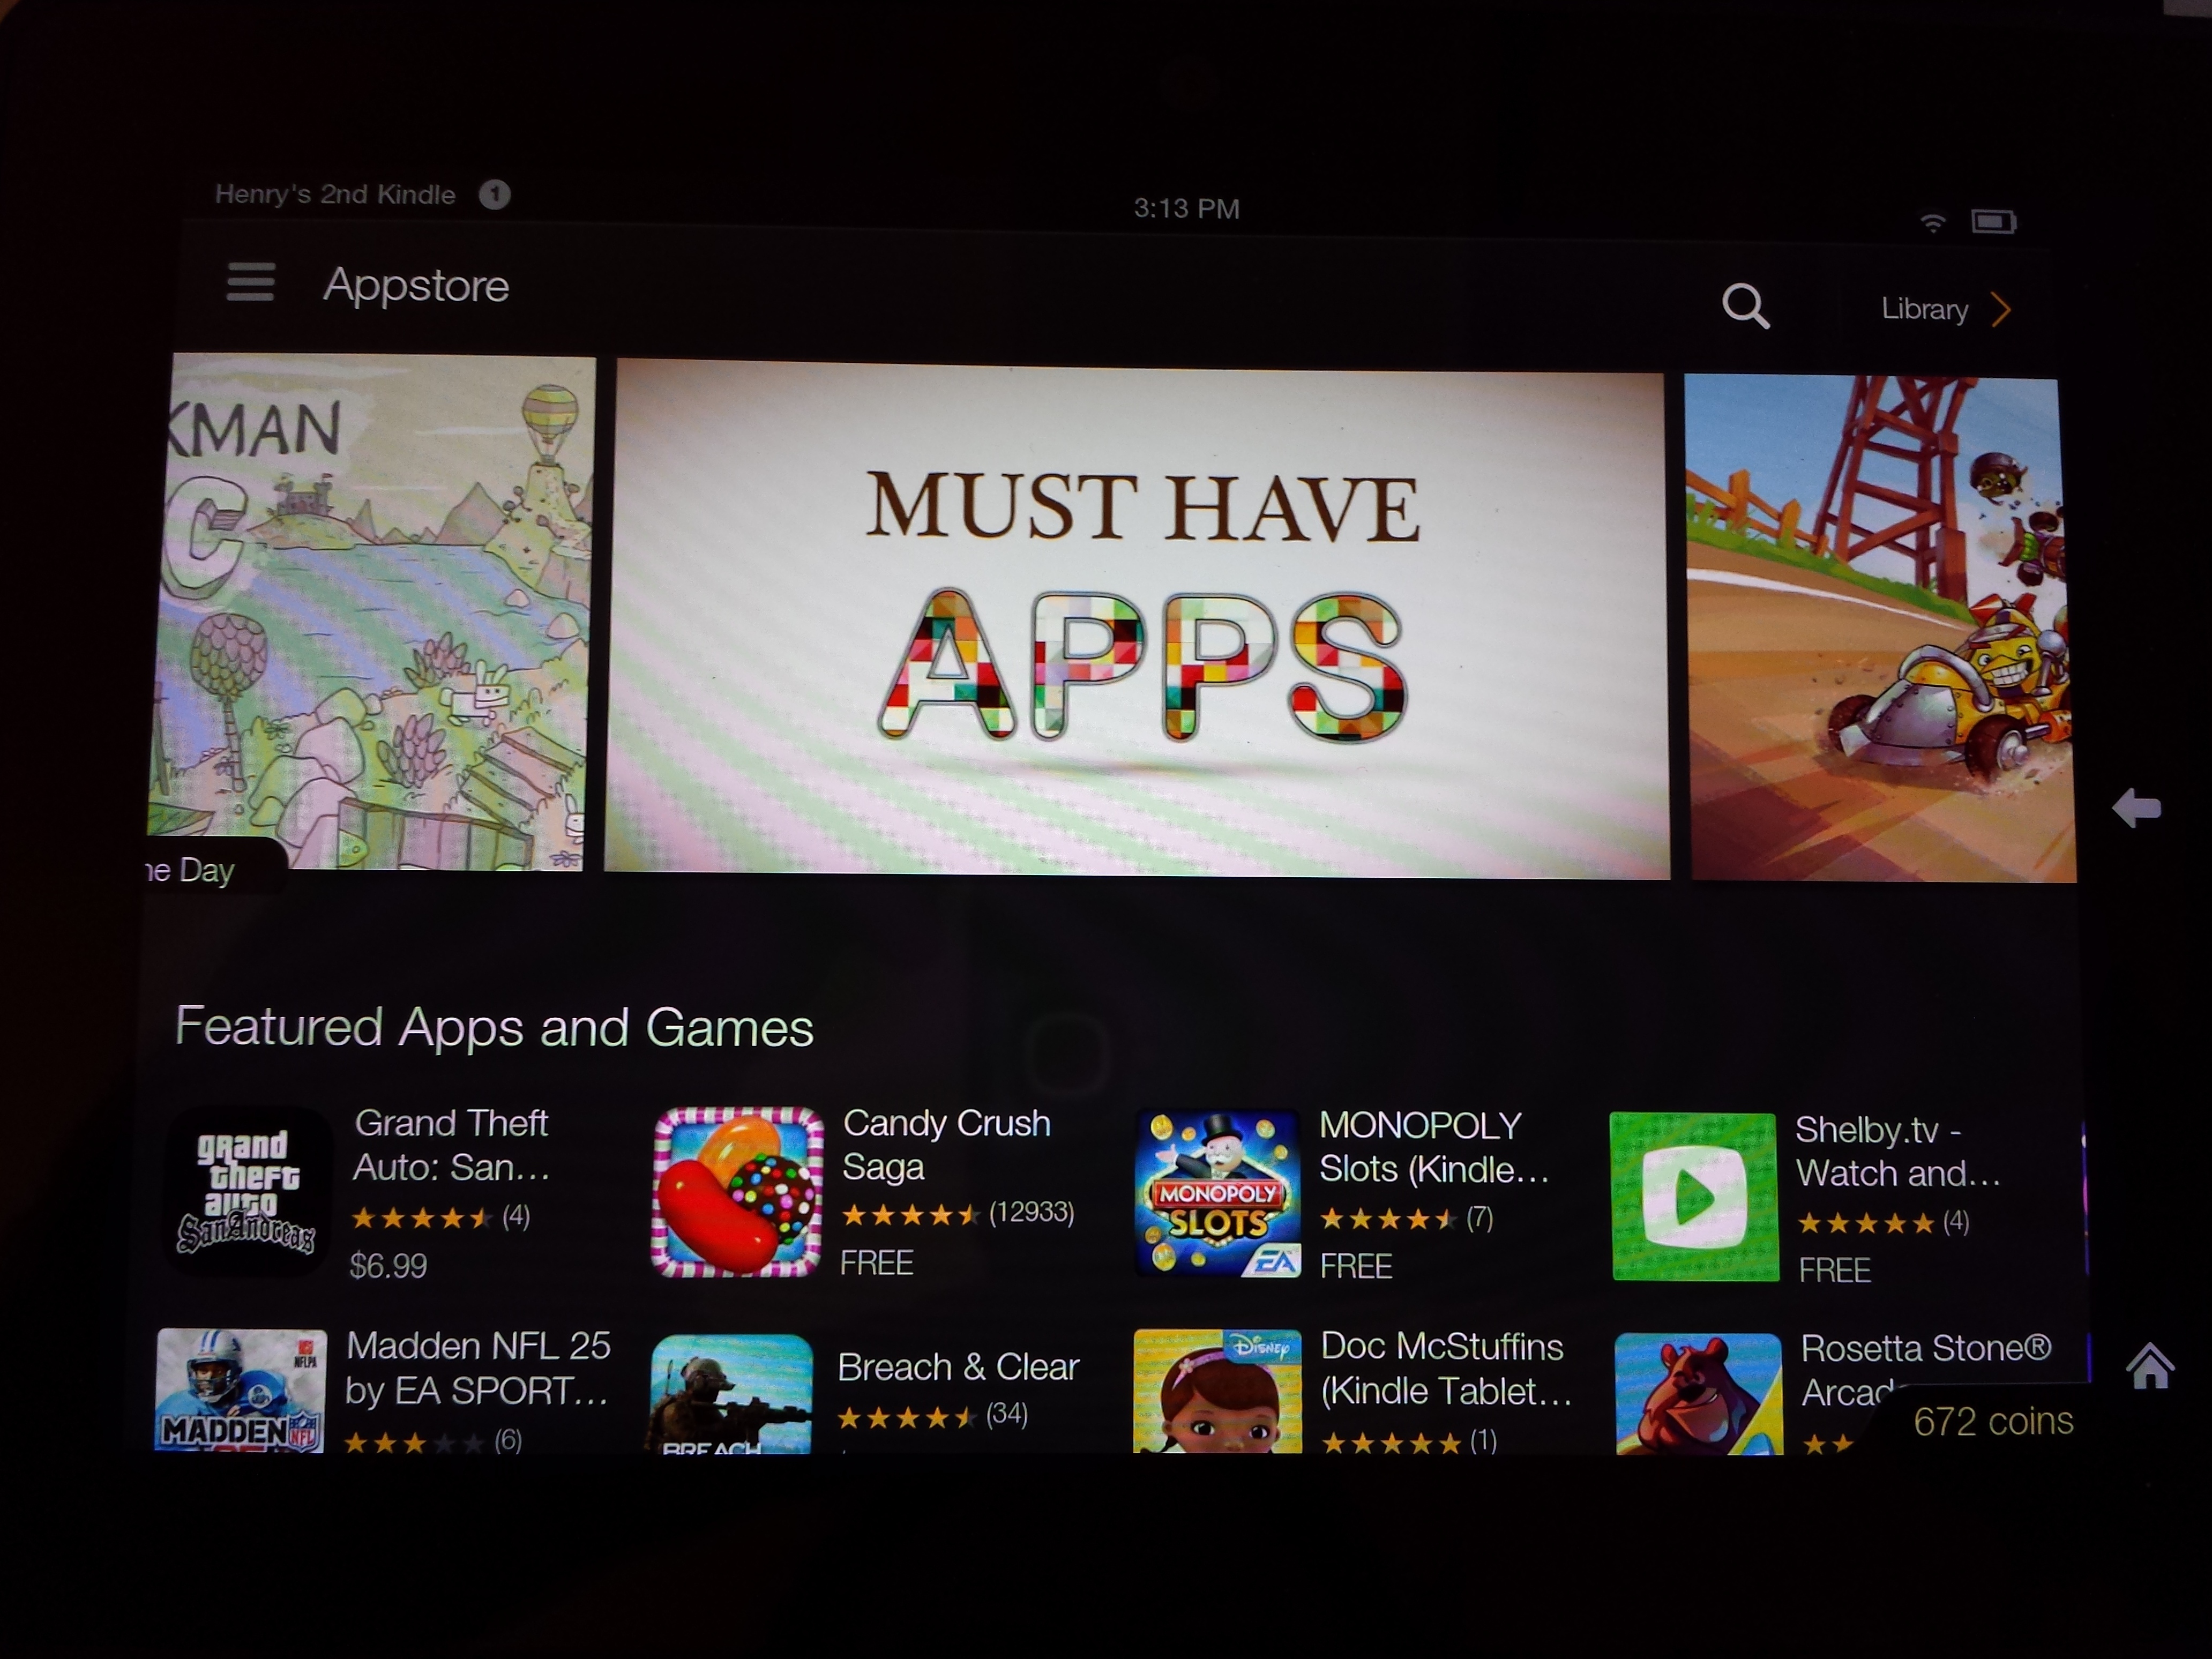 Henry's 2nd Kindle 1
3:13 PM
Appstore
Library
KMAN
C
ne Day
MUST HAVE
APPS
Featured Apps and Games
grand
theft
auto
SanAndreas
Grand Theft
Auto: San...
(4)
$6.99
Candy Crush
Saga
(12933)
FREE
MONOPOLY
SLOTS
EA
MONOPOLY
Slots (Kindle...
(7)
FREE
Shelby.tv -
Watch and...
(4)
FREE
NFLPA
MADDEN
NFL
Madden NFL 25
by EA SPORT...
(6)
BREACH
Breach & Clear
(34)
Disney
Doc McStuffins
(Kindle Tablet...
(1)
Rosetta Stone®
Arcad
672 coins